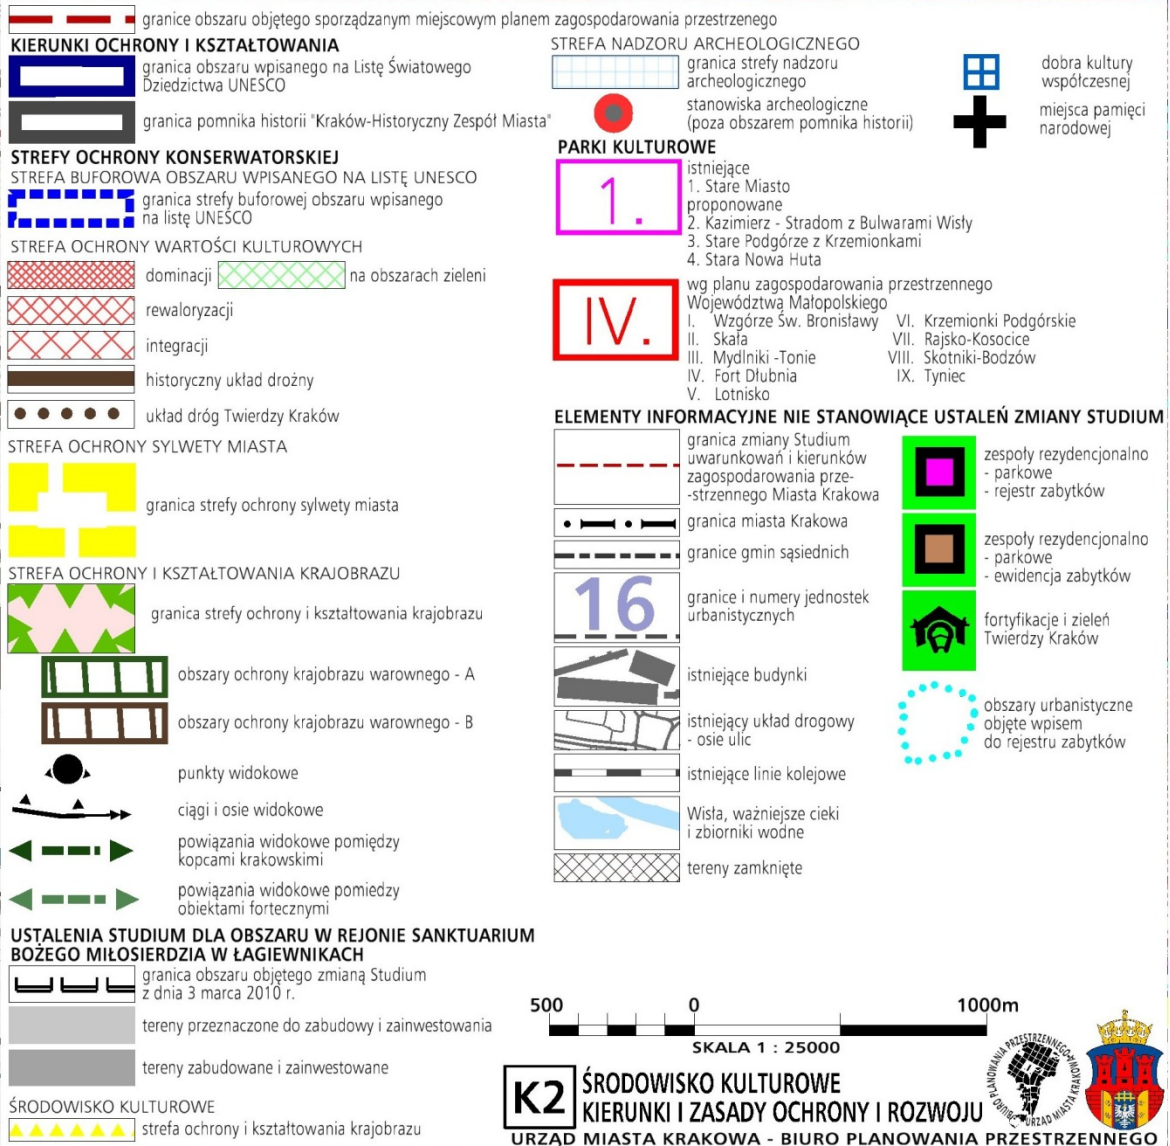 granice obszaru objętego sporządzanym miejscowym planem zagospodarowania przestrzenego
KIERUNKI OCHRONY I KSZTAŁTOWANIA
granica obszaru wpisanego na Listę Światowego
Dziedzictwa UNESCO
granica pomnika historii "Kraków-Historyczny Zespół Miasta"
STREFY OCHRONY KONSERWATORSKIEJ
STREFA BUFOROWA OBSZARU WPISANEGO NA LISTĘ UNESCO
granica strefy buforowej obszaru wpisanego
na listę UNESCO
STREFA OCHRONY WARTOŚCI KULTUROWYCH
dominacji
na obszarach zieleni
rewaloryzacji
integracji
historyczny układ drożny
układ dróg Twierdzy Kraków
STREFA OCHRONY SYLWETY MIASTA
granica strefy ochrony sylwety miasta
STREFA OCHRONY I KSZTAŁTOWANIA KRAJOBRAZU
granica strefy ochrony i kształtowania krajobrazu
obszary ochrony krajobrazu warownego - A
obszary ochrony krajobrazu warownego - B
punkty widokowe
ciągi i osie widokowe
powiązania widokowe pomiędzy
kopcami krakowskimi
powiązania widokowe pomiedzy
obiektami fortecznymi
USTALENIA STUDIUM DLA OBSZARU W REJONIE SANKTUARIUM
BOŻEGO MIŁOSIERDZIA W ŁAGIEWNIKACH
granica obszaru objętego zmianą Studium
z dnia 3 marca 2010 r.
tereny przeznaczone do zabudowy i zainwestowania
tereny zabudowane i zainwestowane
ŚRODOWISKO KULTUROWE
strefa ochrony i kształtowania krajobrazu
STREFA NADZORU ARCHEOLOGICZNEGO
granica strefy nadzoru
archeologicznego
stanowiska archeologiczne
(poza obszarem pomnika historii)
dobra kultury
współczesnej
miejsca pamięci
narodowej
PARKI KULTUROWE
1.
istniejące
1. Stare Miasto
proponowane
2. Kazimierz - Stradom z Bulwarami Wisły
3. Stare Podgórze z Krzemionkami
4. Stara Nowa Huta
IV.
wg planu zagospodarowania przestrzennego
Województwa Małopolskiego
I. Wzgórze Św. Bronisławy
II. Skała
III. Mydlniki -Tonie
IV. Fort Dłubnia
V. Lotnisko
VI. Krzemionki Podgórskie
VII. Rajsko-Kosocice
VIII. Skotniki-Bodzów
IX. Tyniec
ELEMENTY INFORMACYJNE NIE STANOWIĄCE USTALEŃ ZMIANY STUDIUM
granica zmiany Studium
uwarunkowań i kierunków
zagospodarowania prze-
-strzennego Miasta Krakowa
granica miasta Krakowa
granice gmin sąsiednich
16
granice i numery jednostek
urbanistycznych
istniejące budynki
istniejący układ drogowy
- osie ulic
istniejące linie kolejowe
Wisła, ważniejsze cieki
i zbiorniki wodne
tereny zamknięte
zespoły rezydencjonalno
- parkowe
- rejestr zabytków
zespoły rezydencjonalno
- parkowe
- ewidencja zabytków
fortyfikacje i zieleń
Twierdzy Kraków
obszary urbanistyczne
objęte wpisem
do rejestru zabytków
500 0 1000m
SKALA 1 : 25000
K2
ŚRODOWISKO KULTUROWE
KIERUNKI I ZASADY OCHRONY I ROZWOJU
BIURO PLANOWANIA PRZESTRZENNEGO
URZĄD MIASTA KRAKOWA
URZĄD MIASTA KRAKOWA - BIURO PLANOWANIA PRZESTRZENNEGO